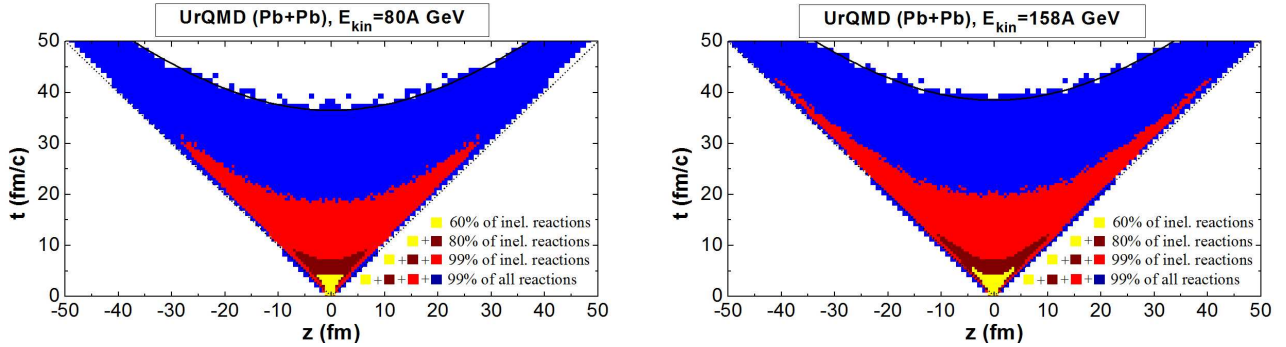 UrQMD (Pb+Pb), E_kin=80A GeV
50
40
30
20
10
0
t (fm/c)
60% of inel. reactions
+ 80% of inel. reactions
+ + 99% of inel. reactions
+ + + 99% of all reactions
-50 -40 -30 -20 -10 0 10 20 30 40 50
z (fm)
UrQMD (Pb+Pb), E_kin=158A GeV
50
40
30
20
10
0
t (fm/c)
60% of inel. reactions
+ 80% of inel. reactions
+ + 99% of inel. reactions
+ + + 99% of all reactions
-50 -40 -30 -20 -10 0 10 20 30 40 50
z (fm)